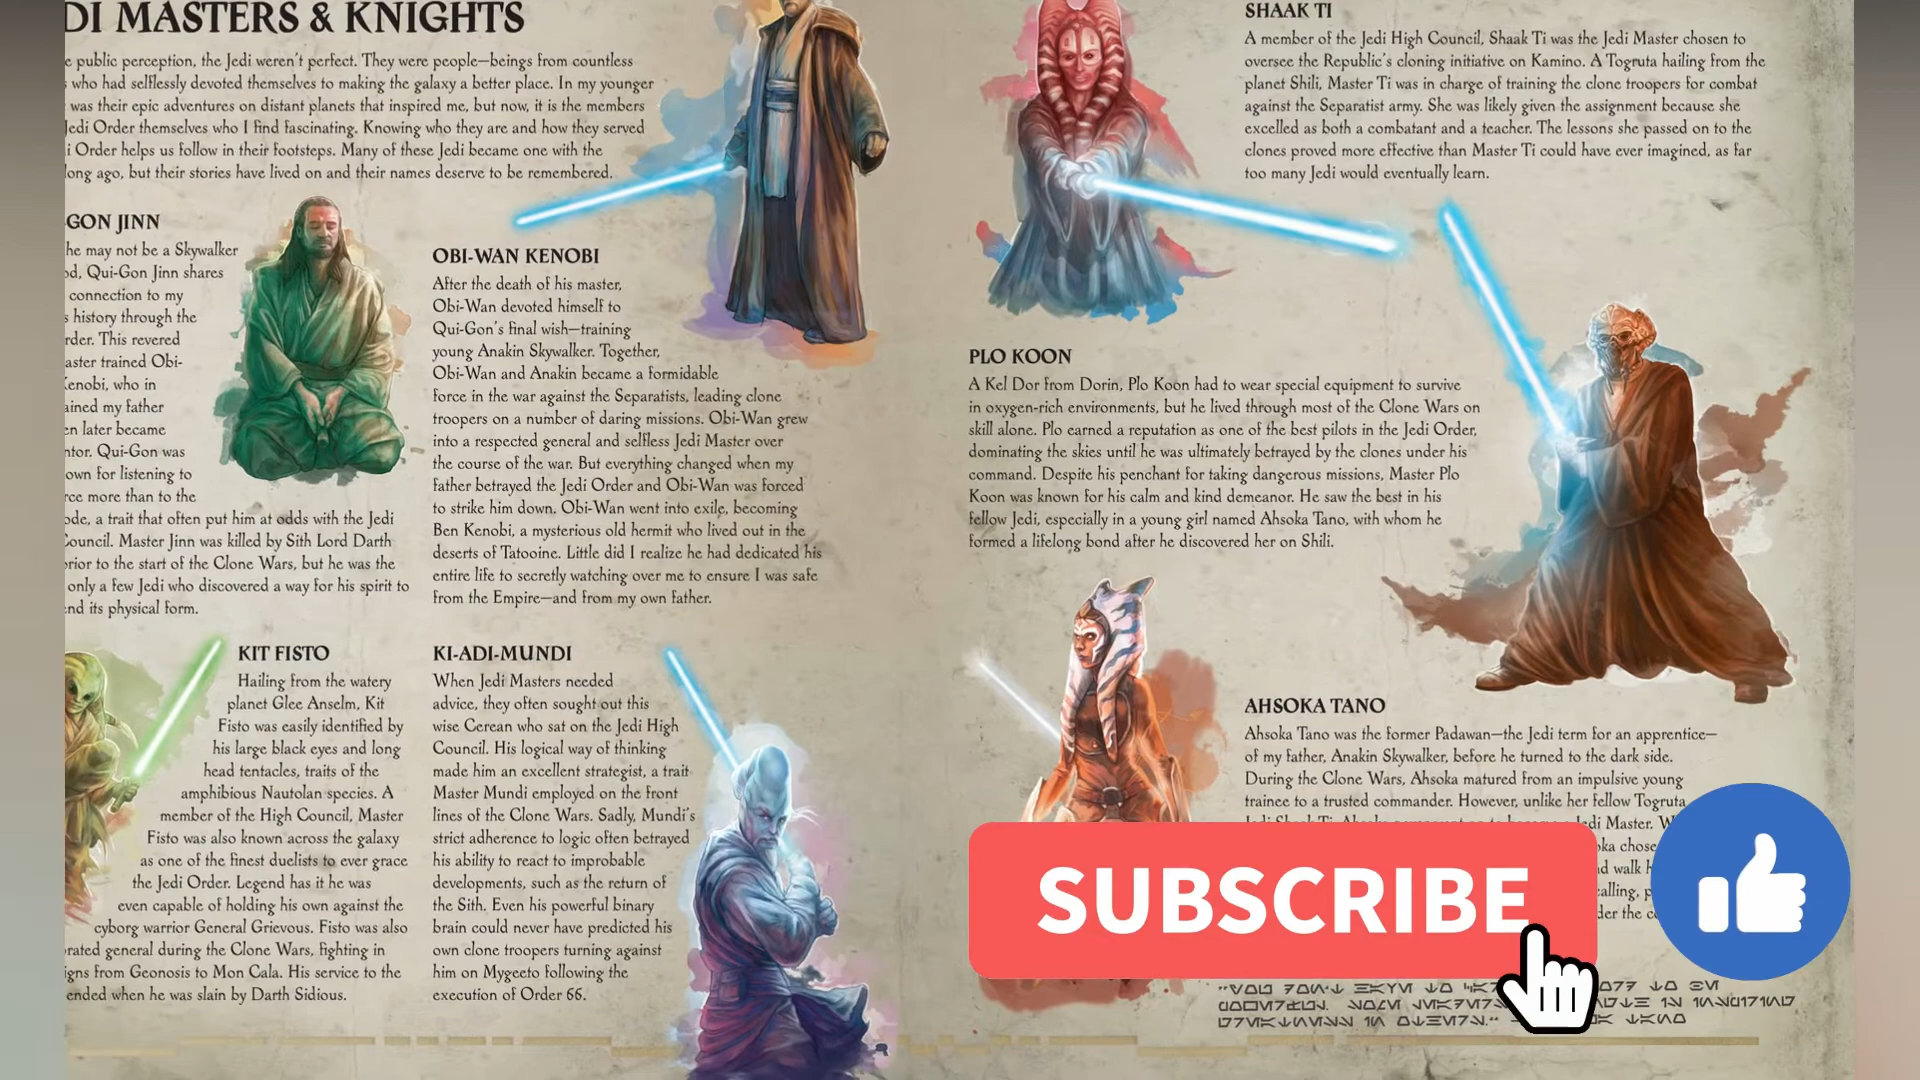 DI MASTERS & KNIGHTS
e public perception, the Jedi weren't perfect. They were people—beings from countless
who had selflessly devoted themselves to making the galaxy a better place. In my younger
was their epic adventures on distant planets that inspired me, but now, it is the members
Jedi Order themselves who I find fascinating. Knowing who they are and how they served
i Order helps us follow in their footsteps. Many of these Jedi became one with the
long ago, but their stories have lived on and their names deserve to be remembered.
GON JINN
he may not be a Skywalker
od, Qui-Gon Jinn shares
connection to my
s history through the
rder. This revered
aster trained Obi-
Kenobi, who in
ained my father
en later became
ntor. Qui-Gon was
own for listening to
rce more than to the
ode, a trait that often put him at odds with the Jedi
Council. Master Jinn was killed by Sith Lord Darth
prior to the start of the Clone Wars, but he was the
only a few Jedi who discovered a way for his spirit to
end its physical form.
OBI-WAN KENOBI
After the death of his master,
Obi-Wan devoted himself to
Qui-Gon's final wish—training
young Anakin Skywalker. Together,
Obi-Wan and Anakin became a formidable
force in the war against the Separatists, leading clone
troopers on a number of daring missions. Obi-Wan grew
into a respected general and selfless Jedi Master over
the course of the war. But everything changed when my
father betrayed the Jedi Order and Obi-Wan was forced
to strike him down. Obi-Wan went into exile, becoming
Ben Kenobi, a mysterious old hermit who lived out in the
deserts of Tatooine. Little did I realize he had dedicated his
entire life to secretly watching over me to ensure I was safe
from the Empire—and from my own father.
KIT FISTO
Hailing from the watery
planet Glee Anselm, Kit
Fisto was easily identified by
his large black eyes and long
head tentacles, traits of the
amphibious Nautolan species. A
member of the High Council, Master
Fisto was also known across the galaxy
as one of the finest duelists to ever grace
the Jedi Order. Legend has it he was
even capable of holding his own against the
cyborg warrior General Grievous. Fisto was also
rated general during the Clone Wars, fighting in
igns from Geonosis to Mon Cala. His service to the
ended when he was slain by Darth Sidious.
KI-ADI-MUNDI
When Jedi Masters needed
advice, they often sought out this
wise Cerean who sat on the Jedi High
Council. His logical way of thinking
made him an excellent strategist, a trait
Master Mundi employed on the front
lines of the Clone Wars. Sadly, Mundi's
strict adherence to logic often betrayed
his ability to react to improbable
developments, such as the return of
the Sith. Even his powerful binary
brain could never have predicted his
own clone troopers turning against
him on Mygeeto following the
execution of Order 66.
SHAAK TI
A member of the Jedi High Council, Shaak Ti was the Jedi Master chosen to
oversee the Republic's cloning initiative on Kamino. A Togruta hailing from the
planet Shili, Master Ti was in charge of training the clone troopers for combat
against the Separatist army. She was likely given the assignment because she
excelled as both a combatant and a teacher. The lessons she passed on to the
clones proved more effective than Master Ti could have ever imagined, as far
too many Jedi would eventually learn.
PLO KOON
A Kel Dor from Dorin, Plo Koon had to wear special equipment to survive
in oxygen-rich environments, but he lived through most of the Clone Wars on
skill alone. Plo earned a reputation as one of the best pilots in the Jedi Order,
dominating the skies until he was ultimately betrayed by the clones under his
command. Despite his penchant for taking dangerous missions, Master Plo
Koon was known for his calm and kind demeanor. He saw the best in his
fellow Jedi, especially in a young girl named Ahsoka Tano, with whom he
formed a lifelong bond after he discovered her on Shili.
AHSOKA TANO
Ahsoka Tano was the former Padawan—the Jedi term for an apprentice—
of my father, Anakin Skywalker, before he turned to the dark side.
During the Clone Wars, Ahsoka matured from an impulsive young
trainee to a trusted commander. However, unlike her fellow Togruta
Jedi Master. W
oka chose
d walk h
alling, p
der the c
SUBSCRIBE